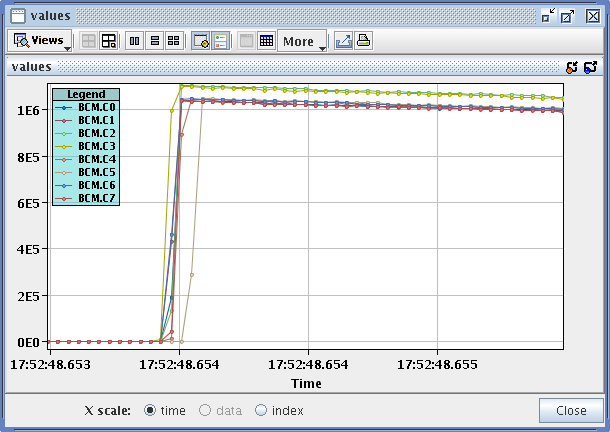 values
Views
More
values
Legend
BCM.C0
BCM.C1
BCM.C2
BCM.C3
BCM.C4
BCM.C5
BCM.C6
BCM.C7
1E6
8E5
6E5
4E5
2E5
0E0
17:52:48.653 17:52:48.654 17:52:48.654 17:52:48.655
Time
X scale: time data index Close